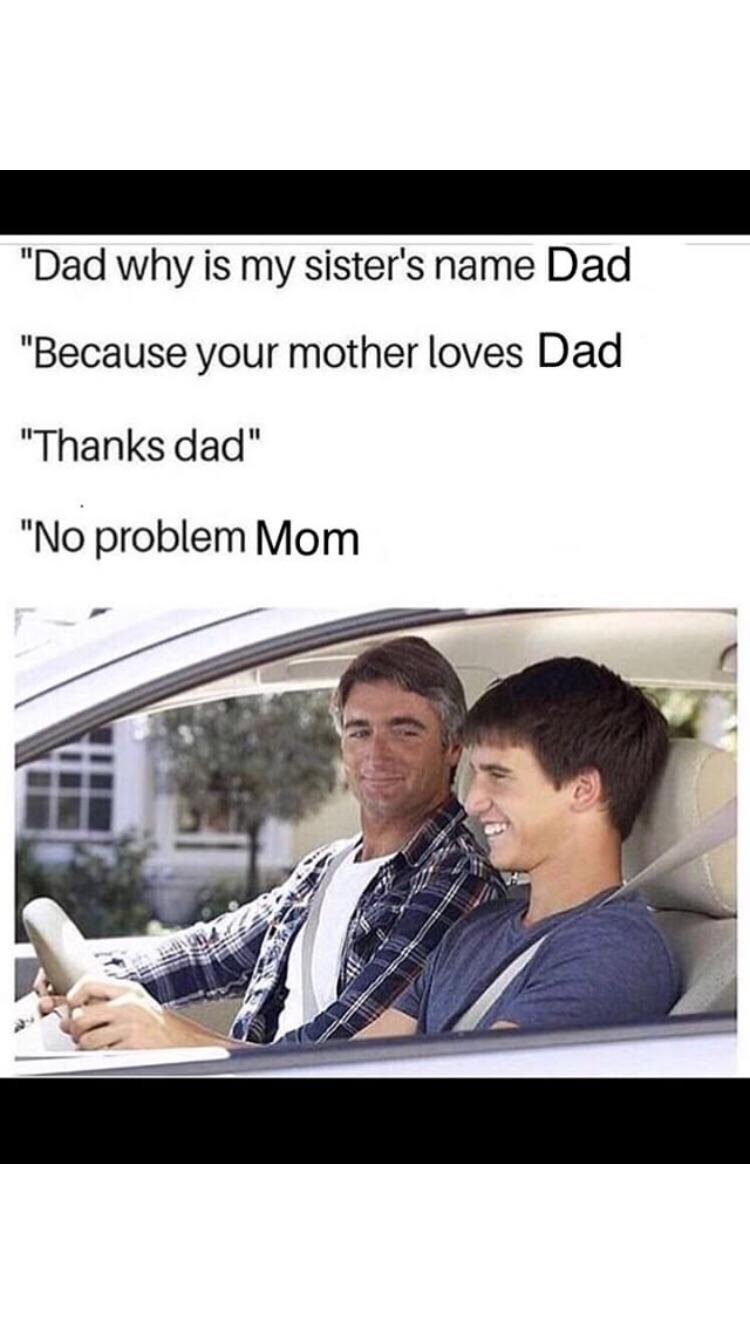 "Dad why is my sister's name Dad
"Because your mother loves Dad
"Thanks dad"
"No problem Mom